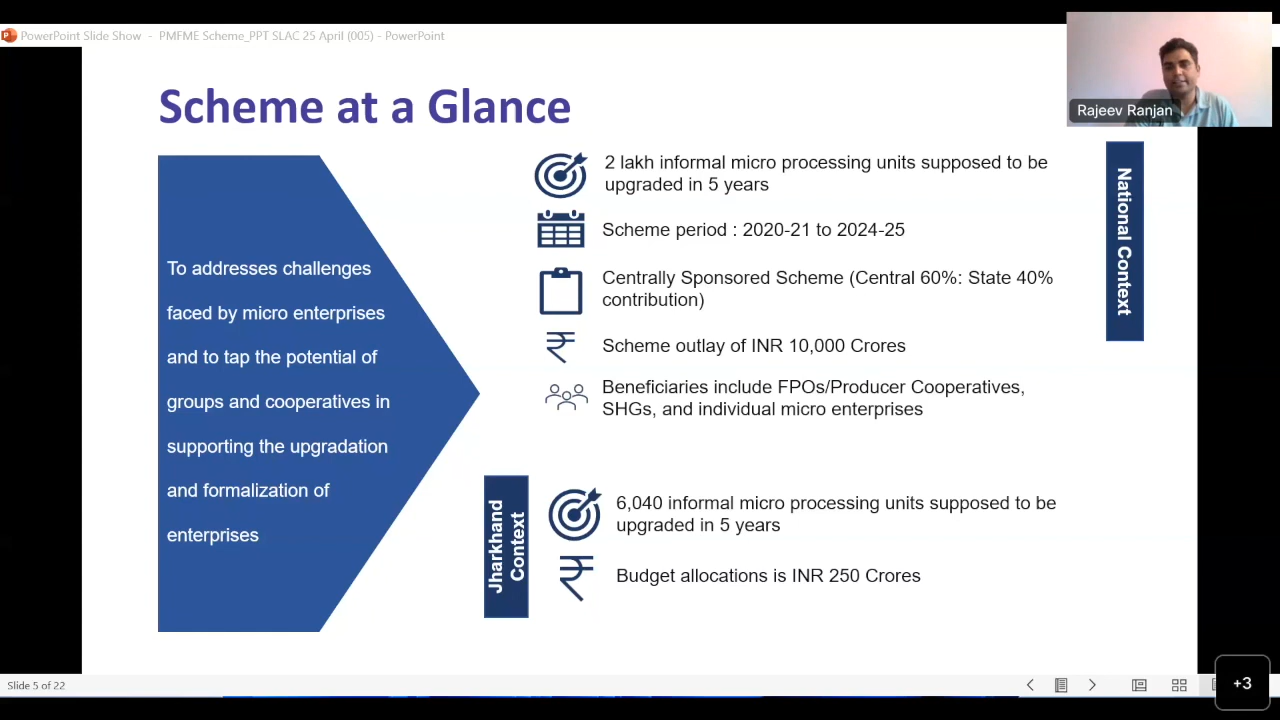 PowerPoint Slide Show - PMFME Scheme_PPT SLAC 25 April (005) - PowerPoint
Rajeev Ranjan
Scheme at a Glance
To addresses challenges
faced by micro enterprises
and to tap the potential of
groups and cooperatives in
supporting the upgradation
and formalization of
enterprises
2 lakh informal micro processing units supposed to be
upgraded in 5 years
Scheme period : 2020-21 to 2024-25
Centrally Sponsored Scheme (Central 60%: State 40%
contribution)
₹
Scheme outlay of INR 10,000 Crores
Beneficiaries include FPOs/Producer Cooperatives,
SHGs, and individual micro enterprises
National Context
Jharkhand
Context
6,040 informal micro processing units supposed to be
upgraded in 5 years
₹
Budget allocations is INR 250 Crores
Slide 5 of 22
+3